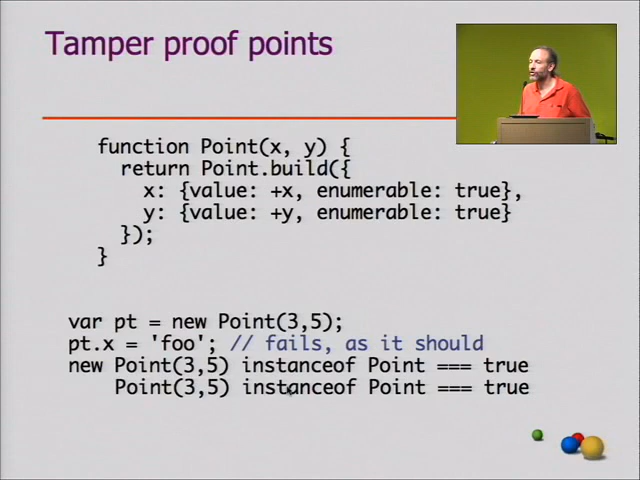 Tamper proof points
function Point(x, y) {
return Point.build({
x: {value: +x, enumerable: true},
y: {value: +y, enumerable: true}
});
}
var pt = new Point(3,5);
pt.x = 'foo'; // fails, as it should
new Point(3,5) instanceof Point === true
Point(3,5) instanceof Point === true